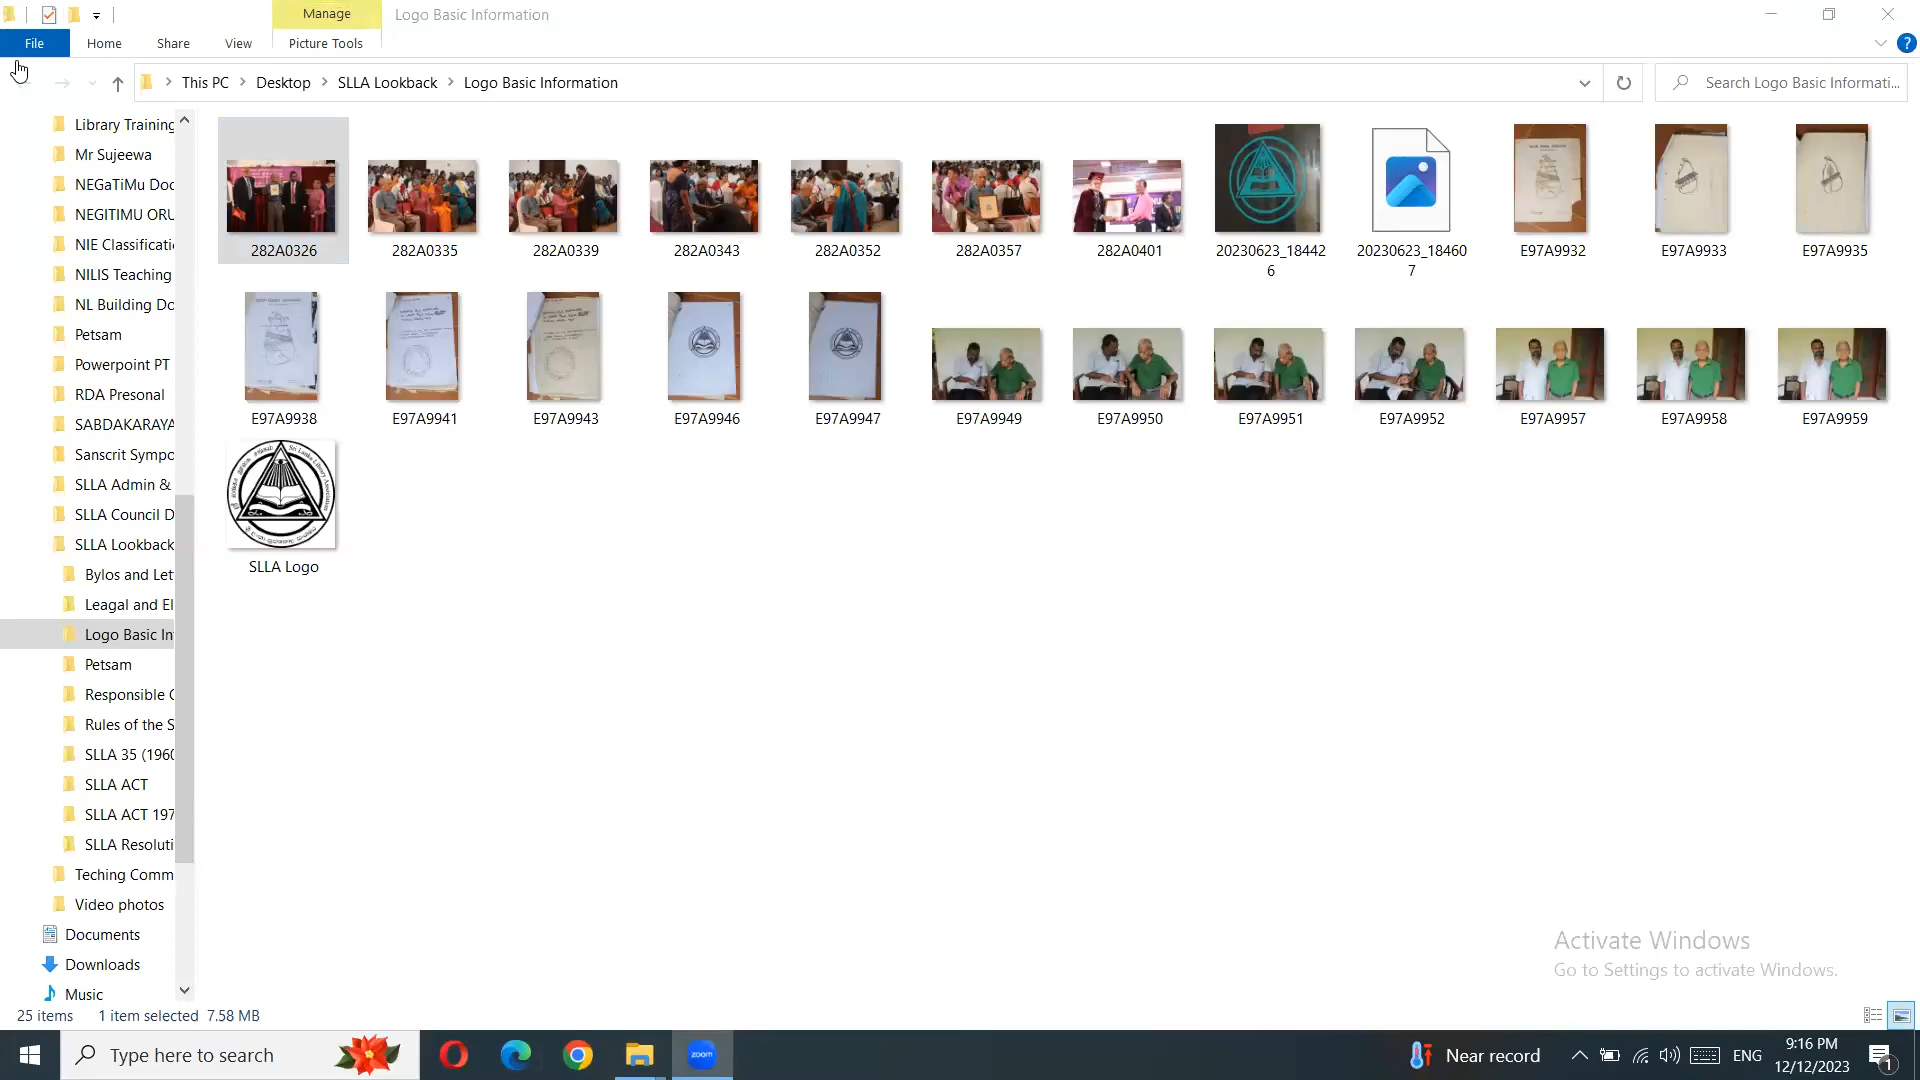 Manage
Logo Basic Information
File
Home
Share
View
Picture Tools
This PC
Desktop
SLLA Lookback
Logo Basic Information
Search Logo Basic Informati...
Library Training
Mr Sujeewa
NEGaTiMu Doc
NEGITIMU ORU
NIE Classificati
NILIS Teaching
NL Building Do
Petsam
Powerpoint PT
RDA Presonal
SABDAKARAYA
Sanscrit Sympo
SLLA Admin &
SLLA Council D
SLLA Lookback
Bylos and Let
Leagal and El
Logo Basic In
Petsam
Responsible C
Rules of the S
SLLA 35 (1960
SLLA ACT
SLLA ACT 197
SLLA Resoluti
Teching Comm
Video photos
Documents
Downloads
Music
282A0326
282A0335
282A0339
282A0343
282A0352
282A0357
282A0401
20230623_18442
6
20230623_18460
7
E97A9932
E97A9933
E97A9935
E97A9938
E97A9941
E97A9943
E97A9946
E97A9947
E97A9949
E97A9950
E97A9951
E97A9952
E97A9957
E97A9958
E97A9959
Sri Lanka Library Association
SLLA Logo
Activate Windows
Go to Settings to activate Windows.
25 items
1 item selected 7.58 MB
Type here to search
zoom
Near record
ENG
9:16 PM
12/12/2023
1